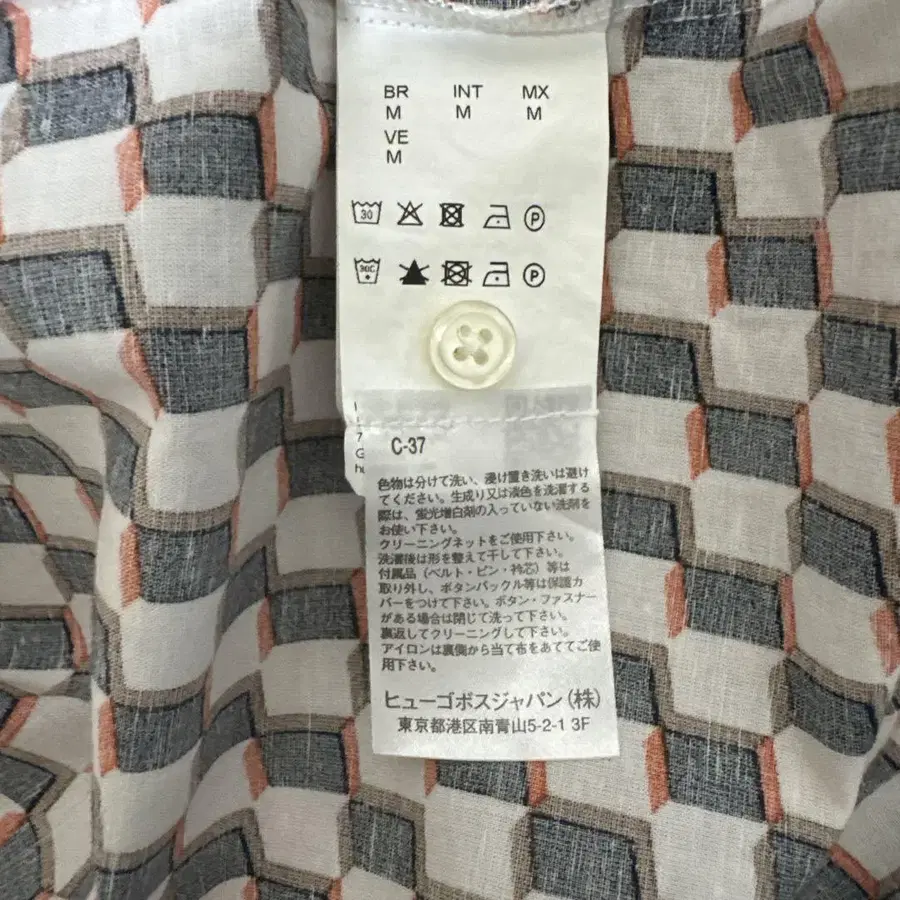 BR INT MX
M M M
VE
M
30
P
30C
P
7
G
C-37
色物は分けて洗い、浸け置き洗いは避け
てください。生成り又は淡色を洗濯する
際は、蛍光増白剤の入っていない洗剤を
お使い下さい。
クリーニングネットをご使用下さい。
洗濯後は形を整えて干して下さい。
付属品（ベルト・ピン・衿芯）等は
取り外し、ボタンバックル等は保護カ
バーをつけて下さい。ボタン・ファスナー
がある場合は閉じて洗って下さい。
裏返してクリーニングして下さい。
アイロンは裏側から当て布をあててご使
用下さい。
ヒューゴボスジャパン（株）
東京都港区南青山5-2-1 3F